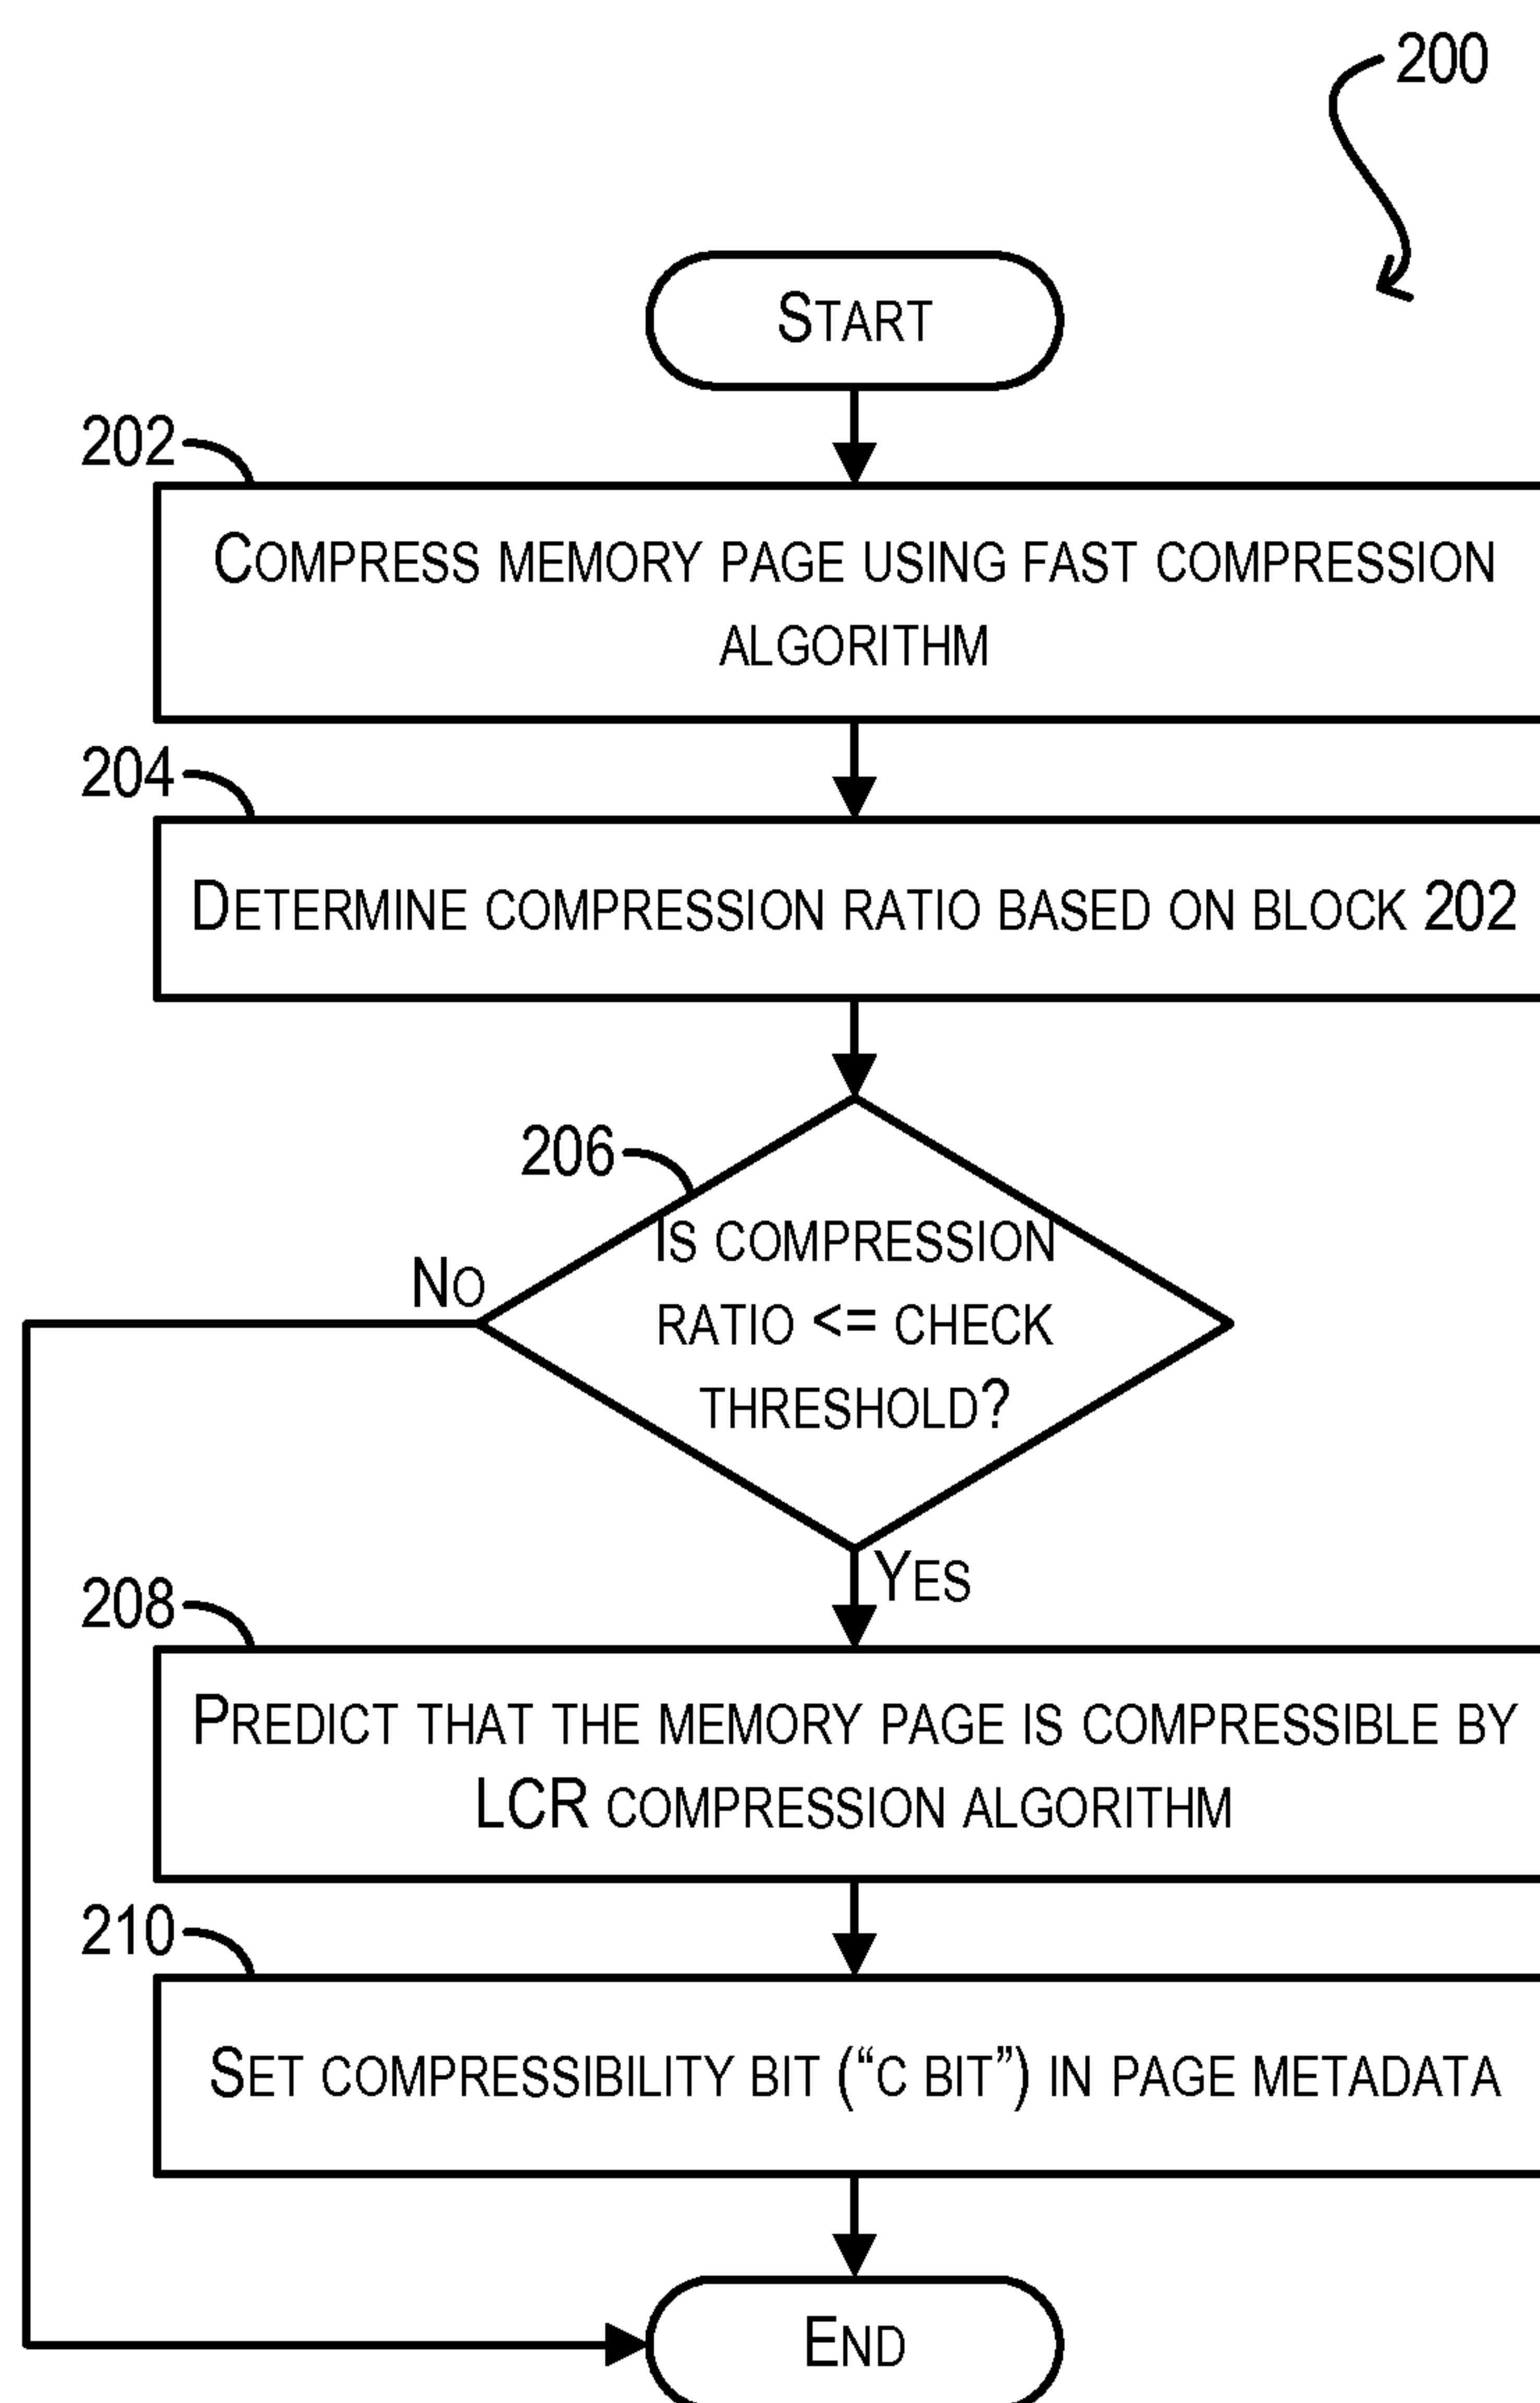 200
START
202
COMPRESS MEMORY PAGE USING FAST COMPRESSION
ALGORITHM
204
DETERMINE COMPRESSION RATIO BASED ON BLOCK 202
206
IS COMPRESSION
RATIO <= CHECK
THRESHOLD?
NO
YES
208
PREDICT THAT THE MEMORY PAGE IS COMPRESSIBLE BY
LCR COMPRESSION ALGORITHM
210
SET COMPRESSIBILITY BIT (“C BIT”) IN PAGE METADATA
END